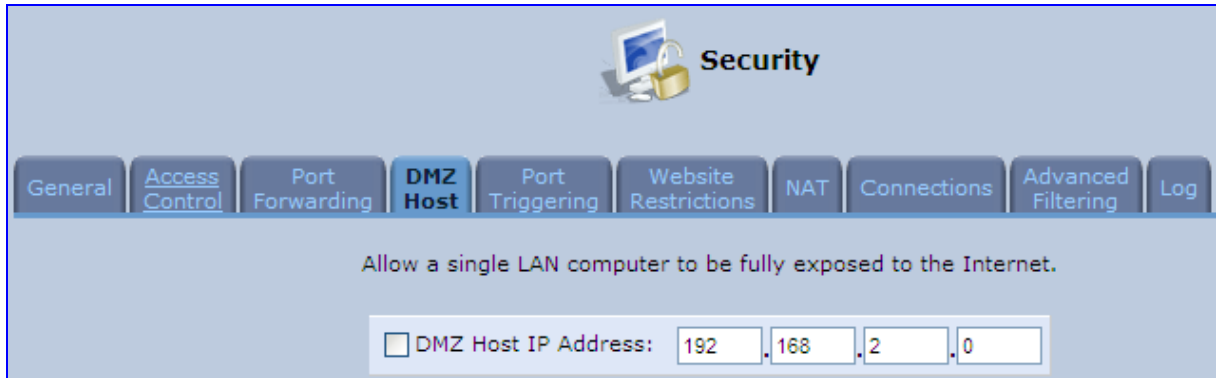 Security
General
Access
Control
Port
Forwarding
DMZ
Host
Port
Triggering
Website
Restrictions
NAT
Connections
Advanced
Filtering
Log
Allow a single LAN computer to be fully exposed to the Internet.
DMZ Host IP Address: 192 . 168 . 2 . 0